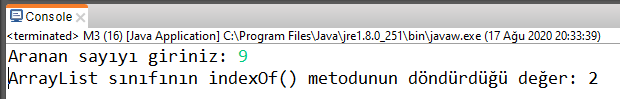 Console
<terminated> M3 (16) [Java Application] C:\Program Files\Java\jre1.8.0_251\bin\javaw.exe (17 Ağu 2020 20:33:39)
Aranan sayıyı giriniz: 9
ArrayList sınıfının indexOf() metodunun döndürdüğü değer: 2